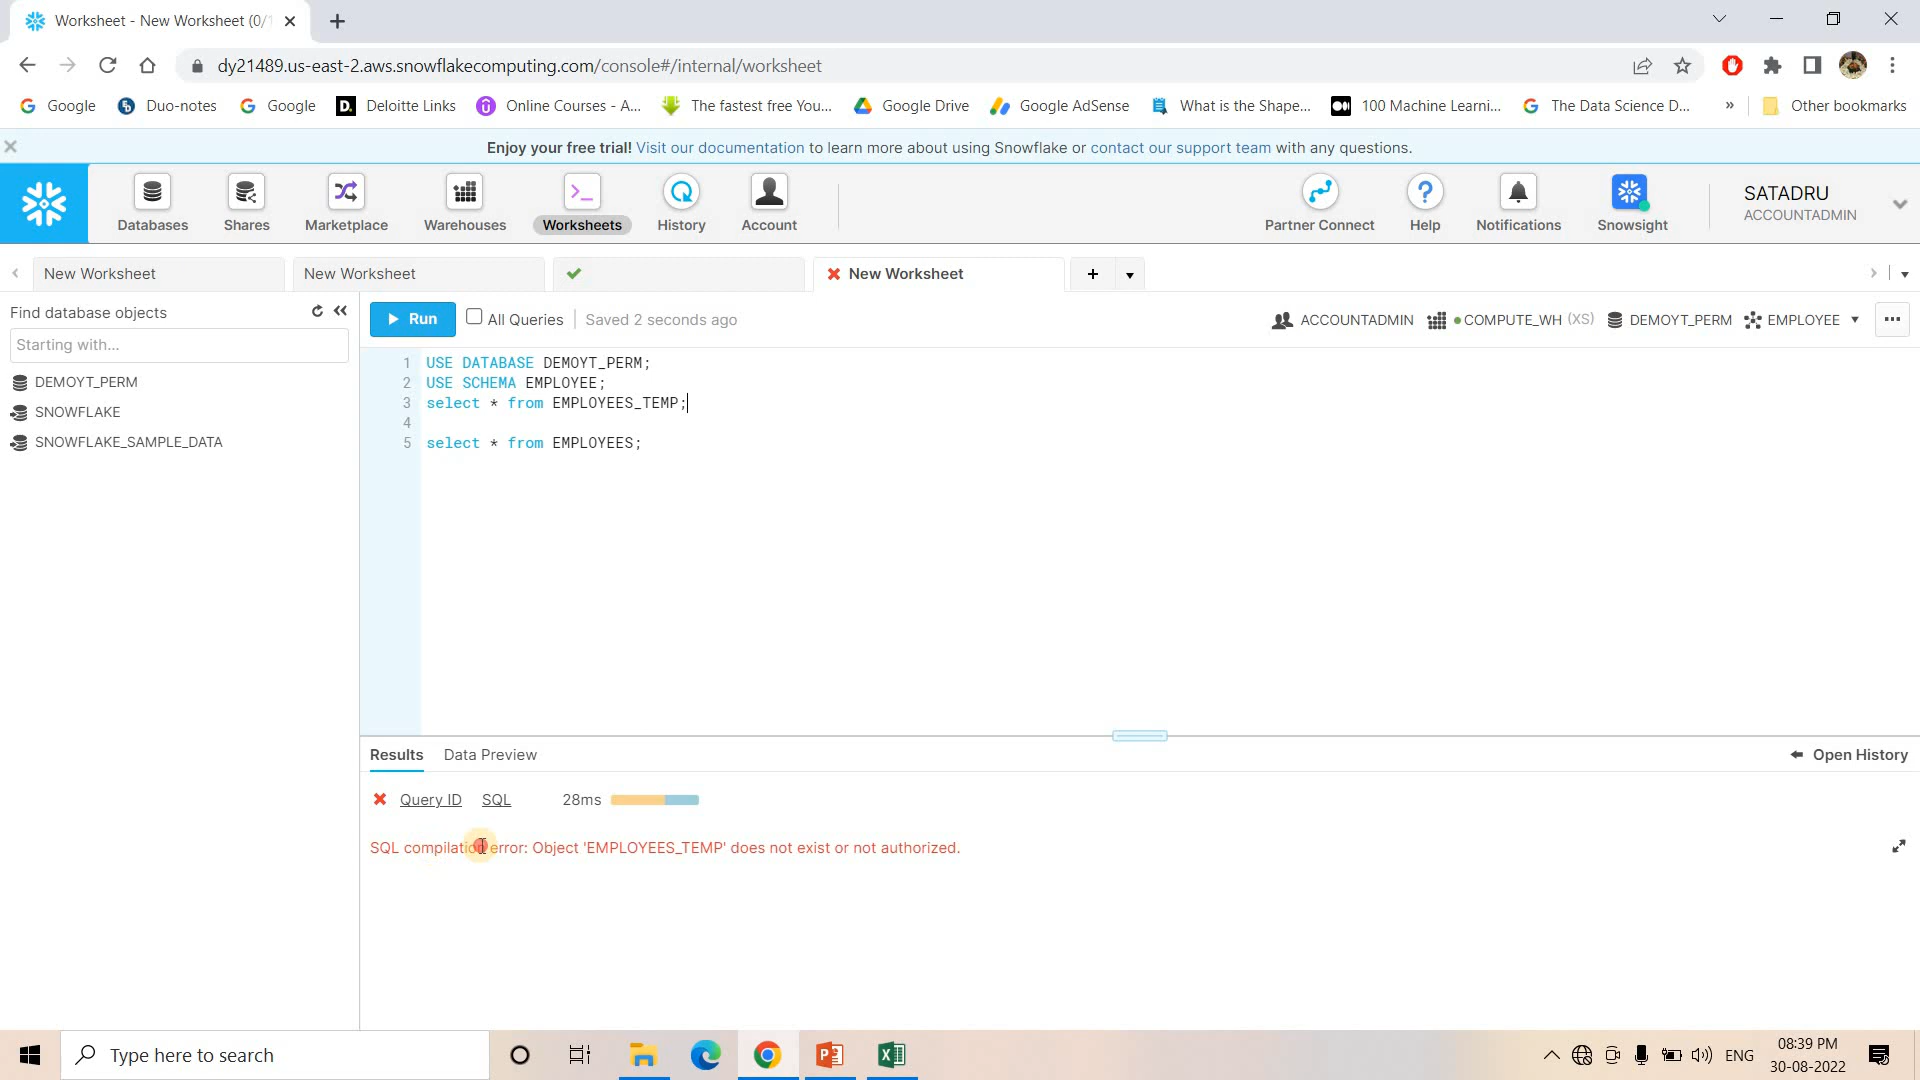 Worksheet - New Worksheet (0/
dy21489.us-east-2.aws.snowflakecomputing.com/console#/internal/worksheet
Google Duo-notes Google Deloitte Links Online Courses - A... The fastest free You... Google Drive Google AdSense What is the Shape... 100 Machine Learni... The Data Science D... » Other bookmarks
Enjoy your free trial! Visit our documentation to learn more about using Snowflake or contact our support team with any questions.
Databases Shares Marketplace Warehouses Worksheets History Account Partner Connect Help Notifications Snowsight
SATADRU
ACCOUNTADMIN
New Worksheet New Worksheet New Worksheet
Find database objects
Run All Queries Saved 2 seconds ago ACCOUNTADMIN COMPUTE_WH (XS) DEMOYT_PERM EMPLOYEE
Starting with...
DEMOYT_PERM
SNOWFLAKE
SNOWFLAKE_SAMPLE_DATA
1 USE DATABASE DEMOYT_PERM;
2 USE SCHEMA EMPLOYEE;
3 select * from EMPLOYEES_TEMP;
4
5 select * from EMPLOYEES;
Results Data Preview Open History
Query ID SQL 28ms
SQL compilation error: Object 'EMPLOYEES_TEMP' does not exist or not authorized.
Type here to search
ENG
08:39 PM
30-08-2022